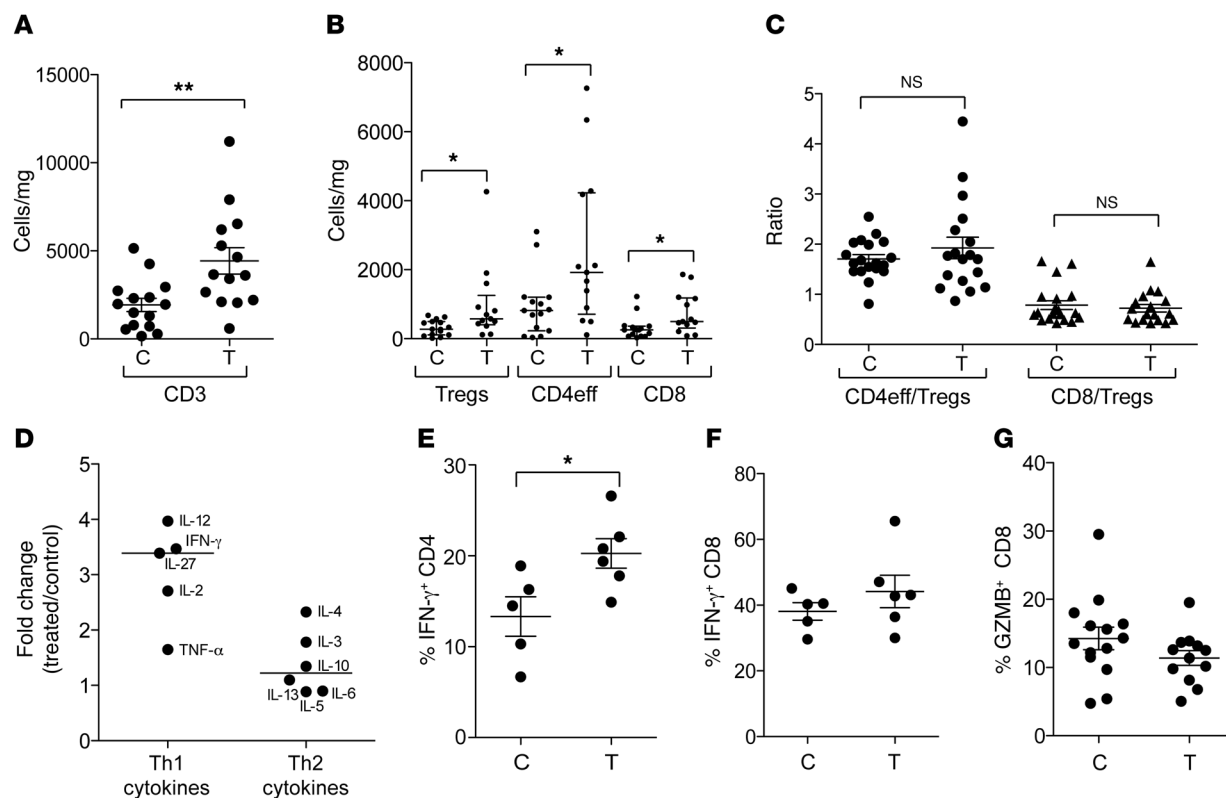 A
Cells/mg
15000
10000
5000
0
**
C T
CD3
B
Cells/mg
8000
6000
4000
2000
0
* * *
C T C T C T
Tregs CD4eff CD8
C
Ratio
5
4
3
2
1
0
NS NS
C T C T
CD4eff/Tregs CD8/Tregs
D
Fold change
(treated/control)
5
4
3
2
1
0
IL-12
IFN-γ
IL-27
IL-2
TNF-α
IL-4
IL-3
IL-10
IL-13 IL-6
IL-5
Th1 Th2
cytokines cytokines
E
% IFN-γ+ CD4
30
20
10
0
*
C T
F
% IFN-γ+ CD8
80
60
40
20
0
C T
G
% GZMB+ CD8
40
30
20
10
0
C T